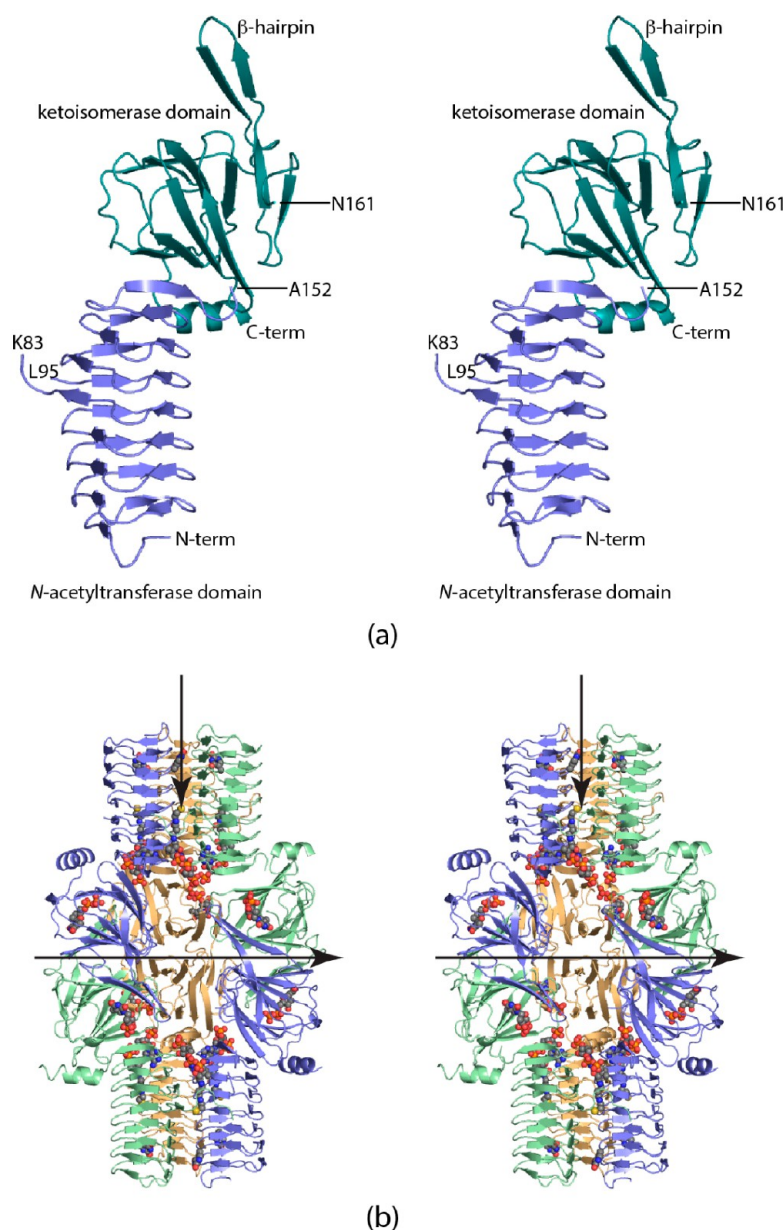 β-hairpin
β-hairpin
ketoisomerase domain
ketoisomerase domain
N161
N161
A152
A152
C-term
C-term
K83
K83
L95
L95
N-term
N-term
N-acetyltransferase domain
N-acetyltransferase domain
(a)
(b)